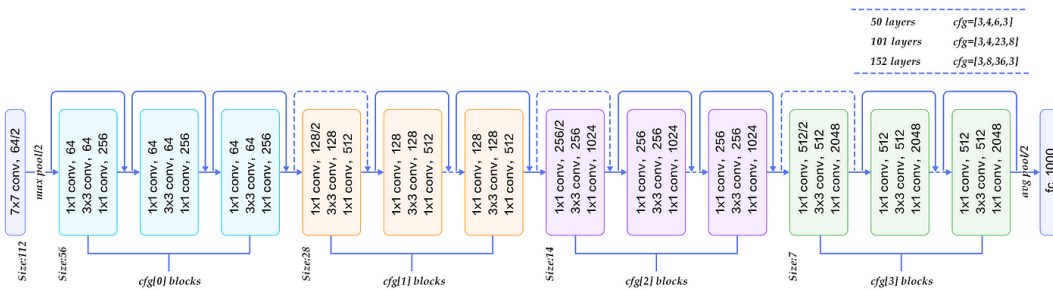 50 layers cfg=[3,4,6,3]
101 layers cfg=[3,4,23,8]
152 layers cfg=[3,8,36,3]
7x7 conv, 64/2
max pool/2
1x1 conv, 64
3x3 conv, 64
1x1 conv, 256
1x1 conv, 64
3x3 conv, 64
1x1 conv, 256
1x1 conv, 64
3x3 conv, 64
1x1 conv, 256
1x1 conv, 128/2
3x3 conv, 128
1x1 conv, 512
1x1 conv, 128
3x3 conv, 128
1x1 conv, 512
1x1 conv, 128
3x3 conv, 128
1x1 conv, 512
1x1 conv, 256/2
3x3 conv, 256
1x1 conv, 1024
1x1 conv, 256
3x3 conv, 256
1x1 conv, 1024
1x1 conv, 256
3x3 conv, 256
1x1 conv, 1024
1x1 conv, 512/2
3x3 conv, 512
1x1 conv, 2048
1x1 conv, 512
3x3 conv, 512
1x1 conv, 2048
1x1 conv, 512
3x3 conv, 512
1x1 conv, 2048
avg pool/2
fc, 1000
Size:112
Size:56
Size:28
Size:14
Size:7
cfg[0] blocks
cfg[1] blocks
cfg[2] blocks
cfg[3] blocks